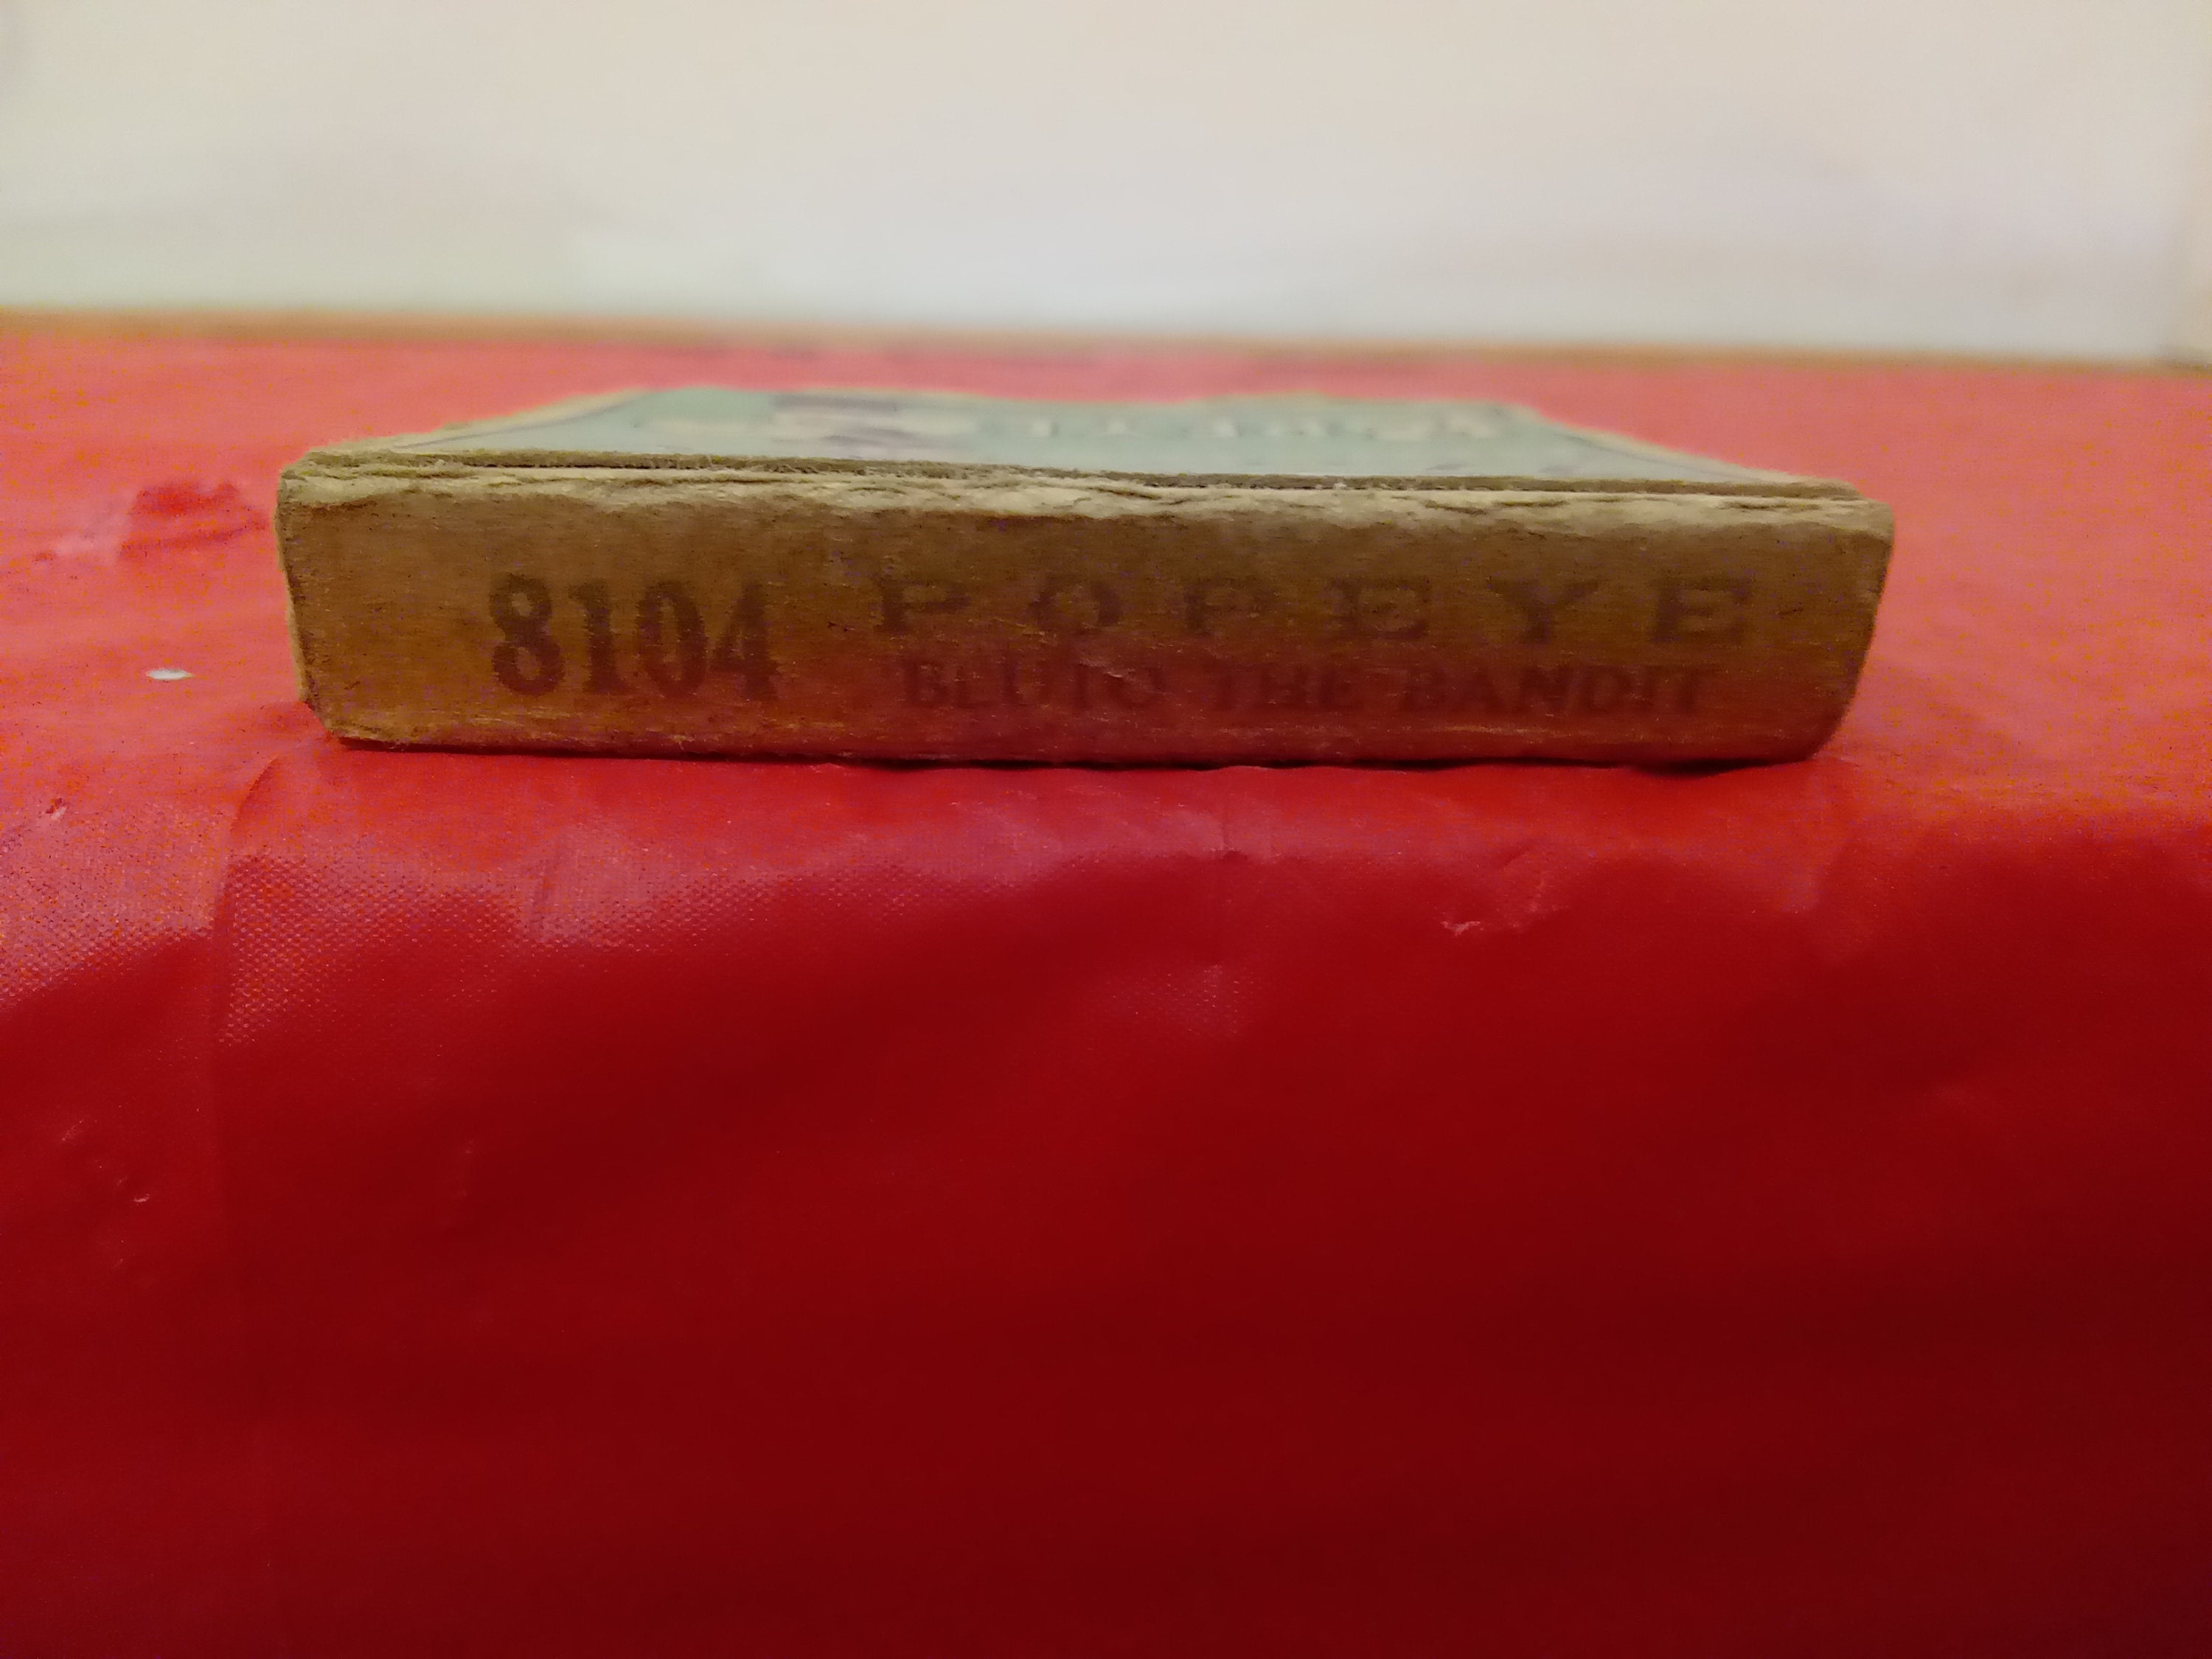 8104 POPEYE
BLUTO THE BANDIT